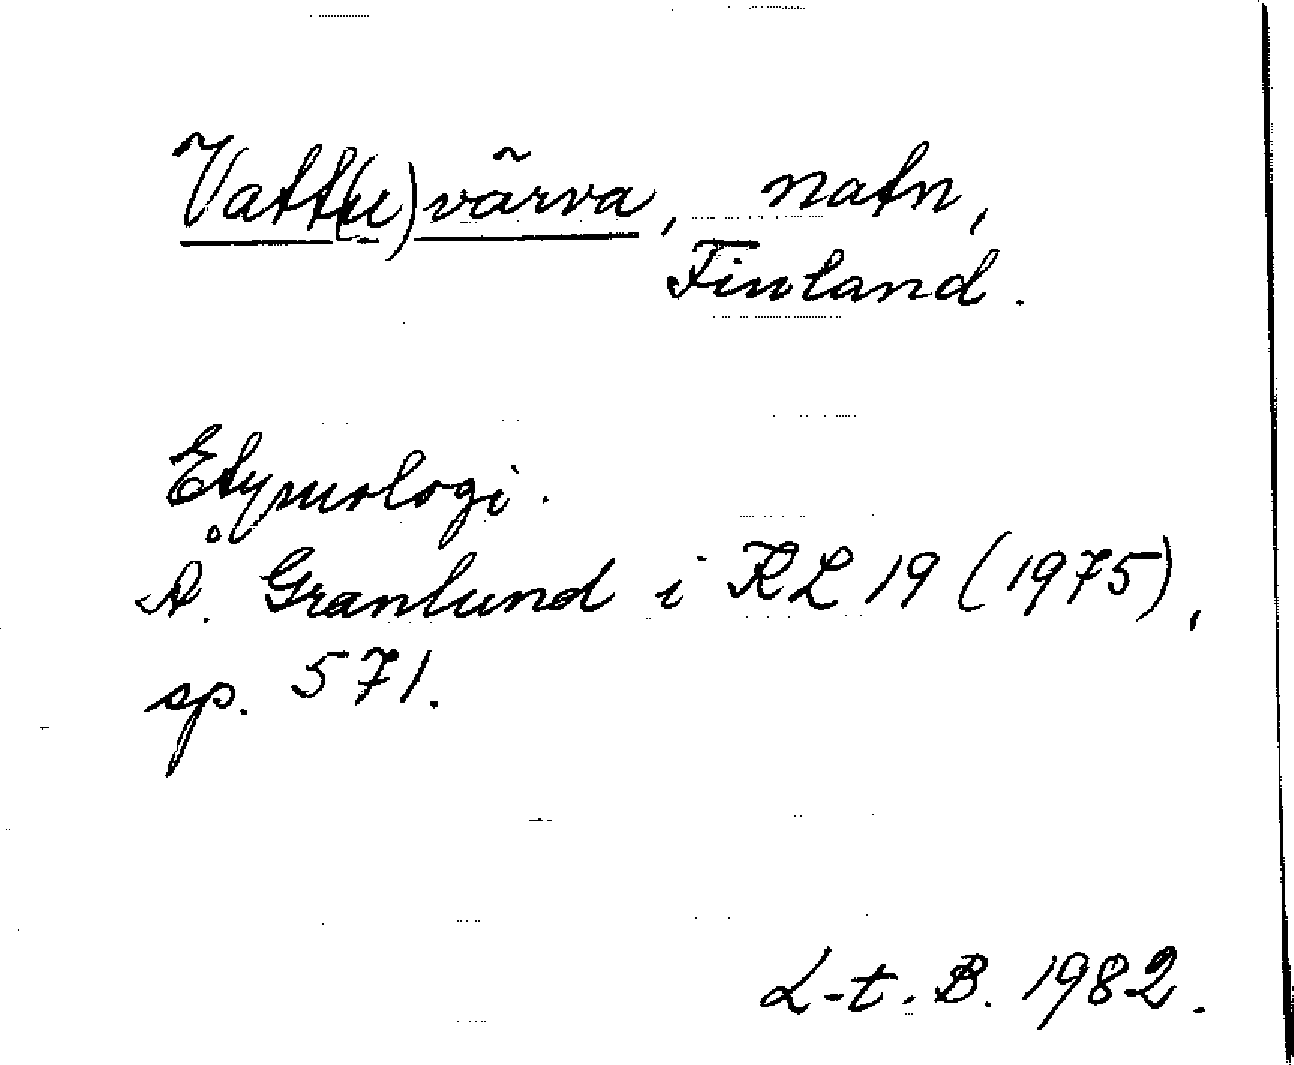 Vatt(u)värva, natn,
Finland.
Etymologi.
Å. Granlund i KL 19 (1975),
sp. 571.
L-t. B. 1982.